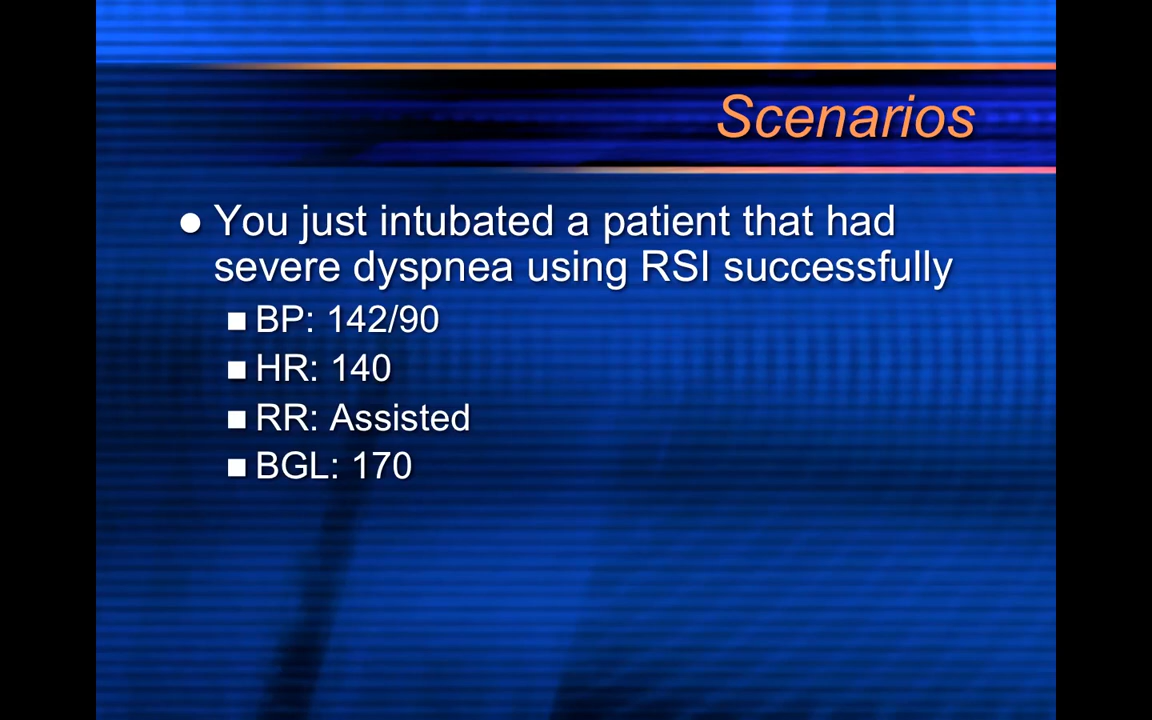 Scenarios
● You just intubated a patient that had
severe dyspnea using RSI successfully
■ BP: 142/90
■ HR: 140
■ RR: Assisted
■ BGL: 170